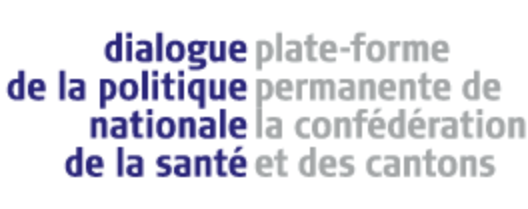 dialogue plate-forme
de la politique permanente de
nationale la confédération
de la santé et des cantons